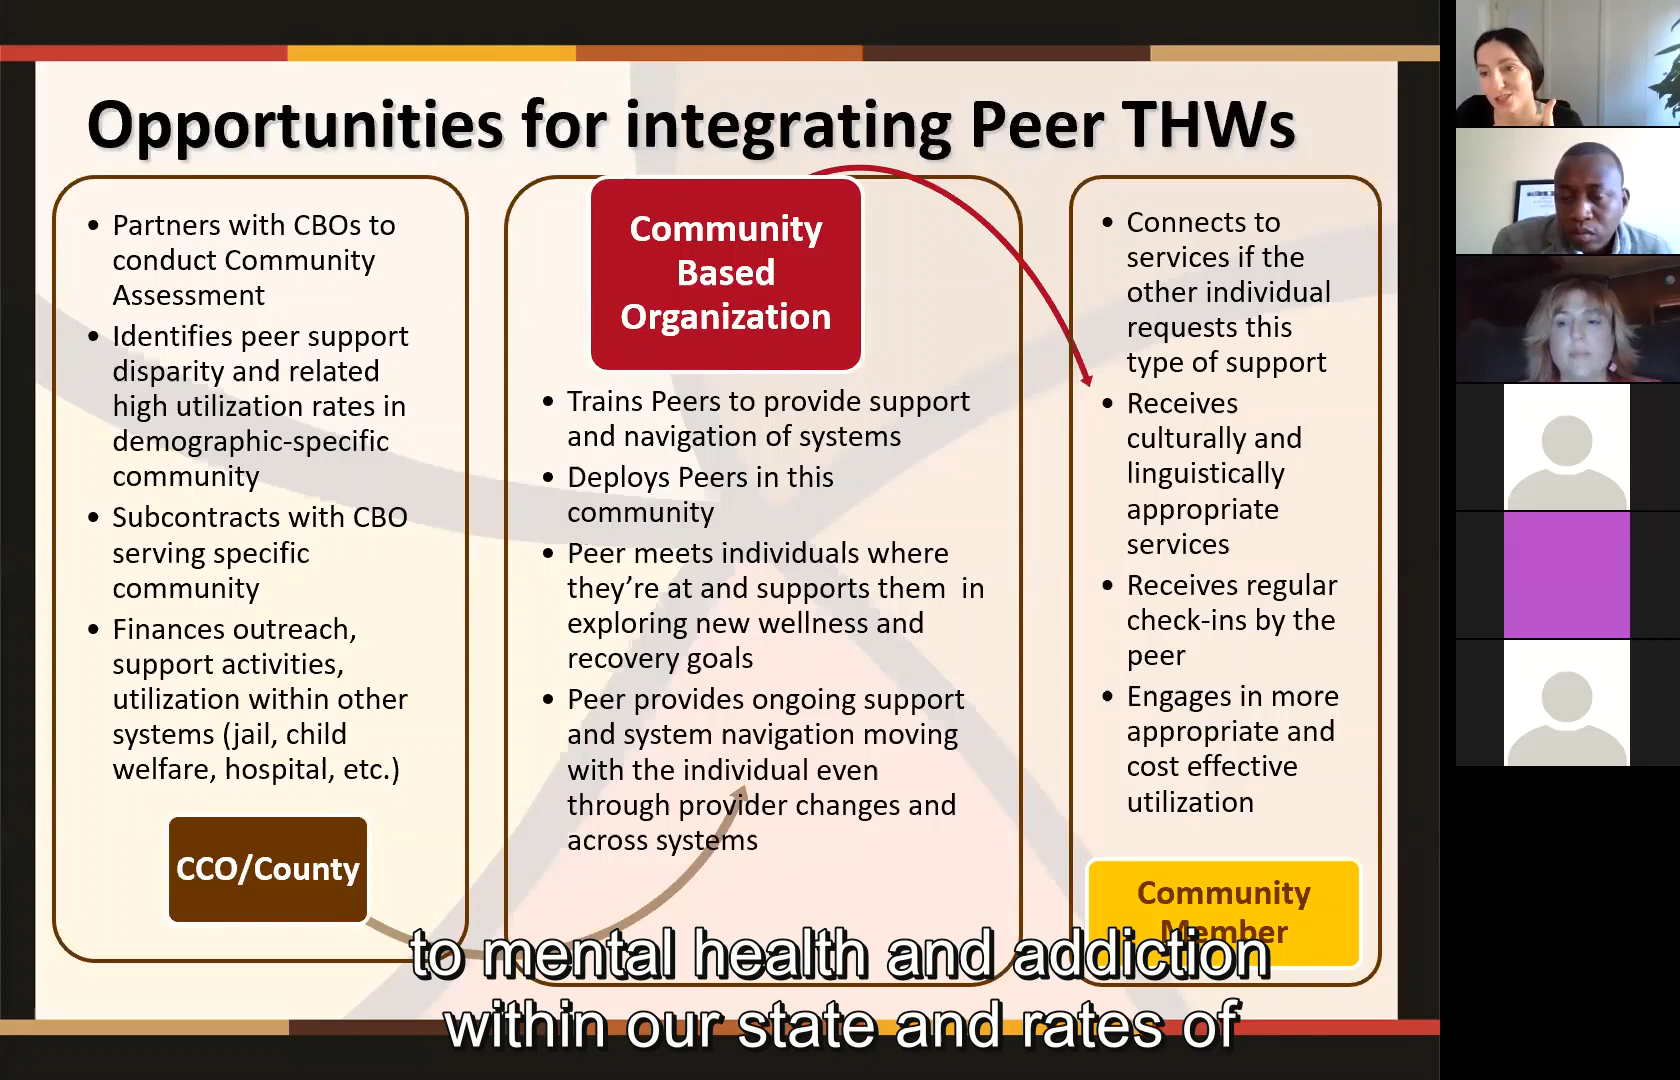 Opportunities for integrating Peer THWs
• Partners with CBOs to
conduct Community
Assessment
• Identifies peer support
disparity and related
high utilization rates in
demographic-specific
community
• Subcontracts with CBO
serving specific
community
• Finances outreach,
support activities,
utilization within other
systems (jail, child
welfare, hospital, etc.)
CCO/County
Community
Based
Organization
• Trains Peers to provide support
and navigation of systems
• Deploys Peers in this
community
• Peer meets individuals where
they’re at and supports them  in
exploring new wellness and
recovery goals
• Peer provides ongoing support
and system navigation moving
with the individual even
through provider changes and
across systems
• Connects to
services if the
other individual
requests this
type of support
• Receives
culturally and
linguistically
appropriate
services
• Receives regular
check-ins by the
peer
• Engages in more
appropriate and
cost effective
utilization
Community
Member
to mental health and addiction
within our state and rates of